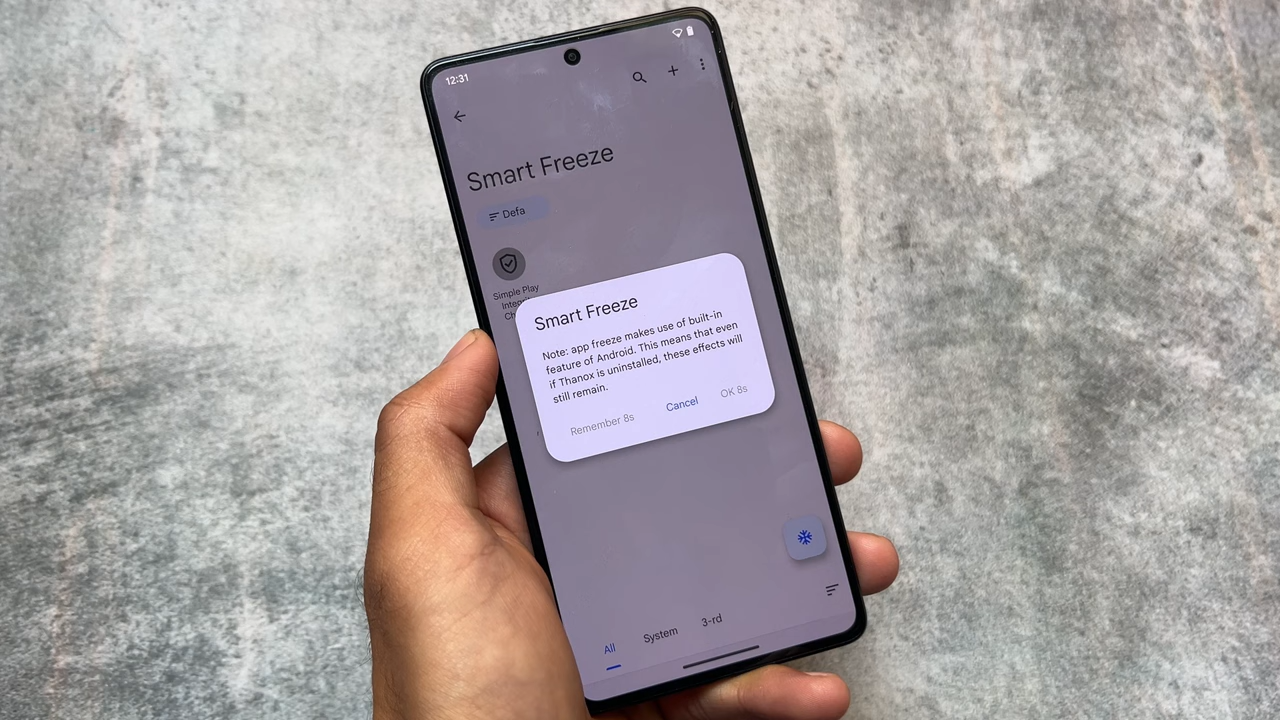 12:31
Smart Freeze
Defa
Simple Play
Smart Freeze
Note: app freeze makes use of built-in
feature of Android. This means that even
if Thanox is uninstalled, these effects will
still remain.
Remember 8s Cancel OK 8s
All System 3-rd